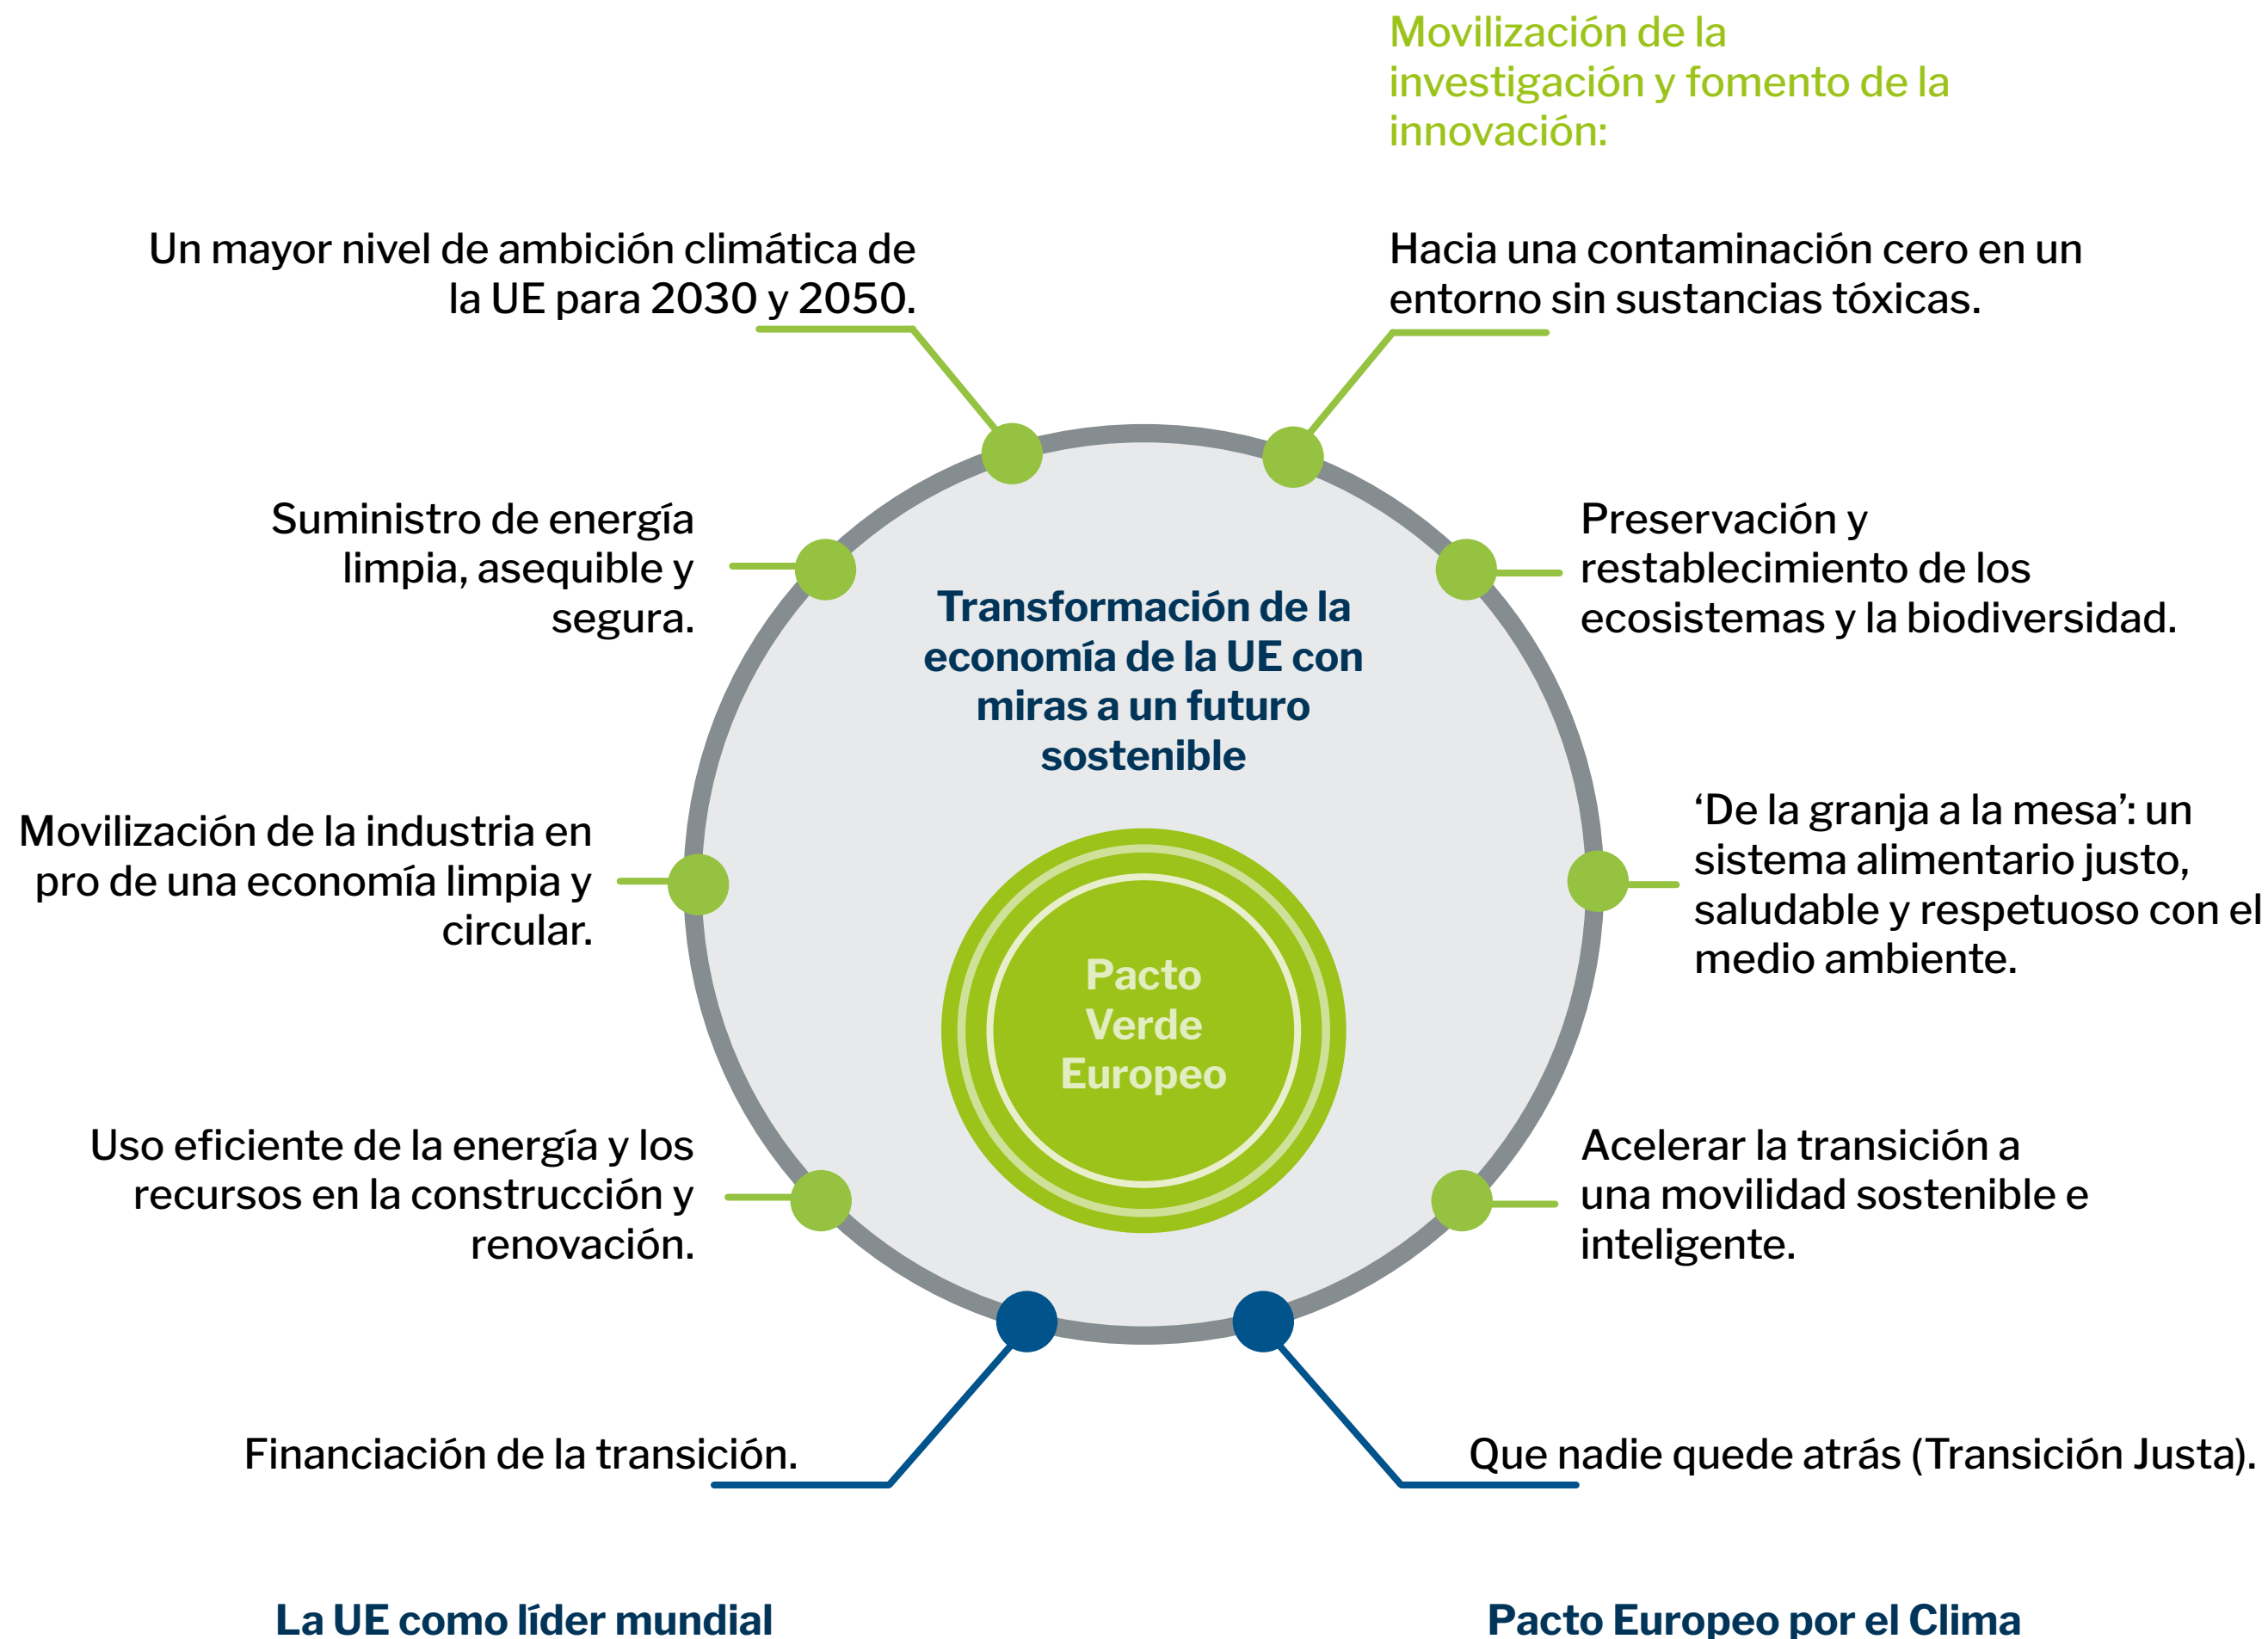 Movilización de la
investigación y fomento de la
innovación:
Un mayor nivel de ambición climática de
la UE para 2030 y 2050.
Hacia una contaminación cero en un
entorno sin sustancias tóxicas.
Suministro de energía
limpia, asequible y
segura.
Preservación y
restablecimiento de los
ecosistemas y la biodiversidad.
Transformación de la
economía de la UE con
miras a un futuro
sostenible
Movilización de la industria en
pro de una economía limpia y
circular.
‘De la granja a la mesa’: un
sistema alimentario justo,
saludable y respetuoso con el
medio ambiente.
Pacto
Verde
Europeo
Uso eficiente de la energía y los
recursos en la construcción y
renovación.
Acelerar la transición a
una movilidad sostenible e
inteligente.
Financiación de la transición.
Que nadie quede atrás (Transición Justa).
La UE como líder mundial
Pacto Europeo por el Clima